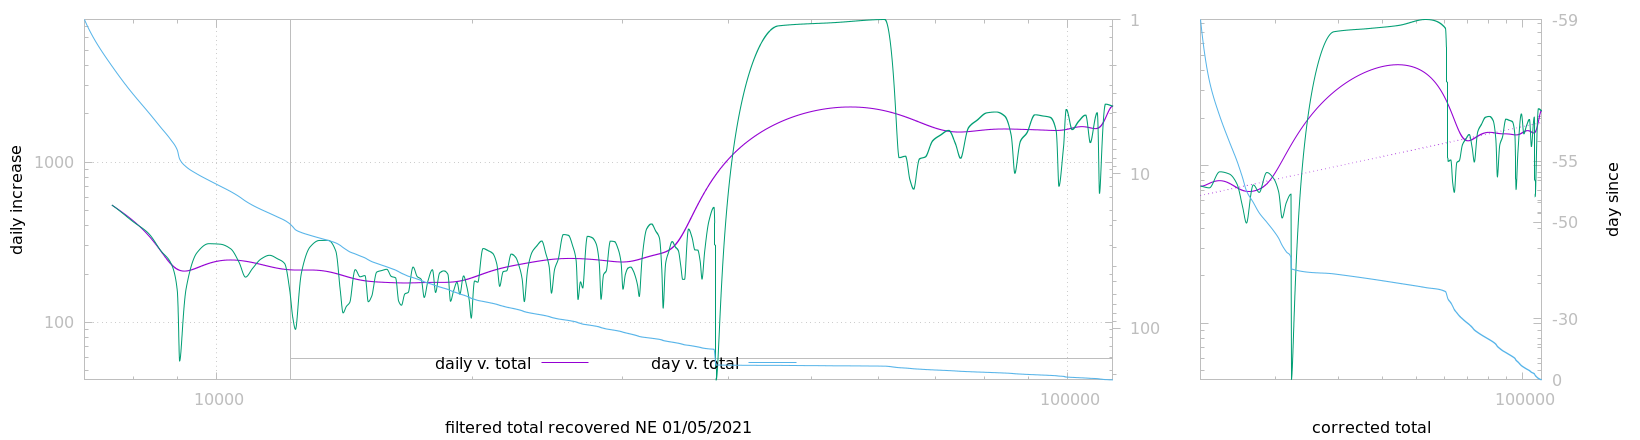 daily increase
1000
100
10000
100000
1
10
100
daily v. total
day v. total
filtered total recovered NE 01/05/2021
-59
-55
-50
-30
0
day since
100000
corrected total